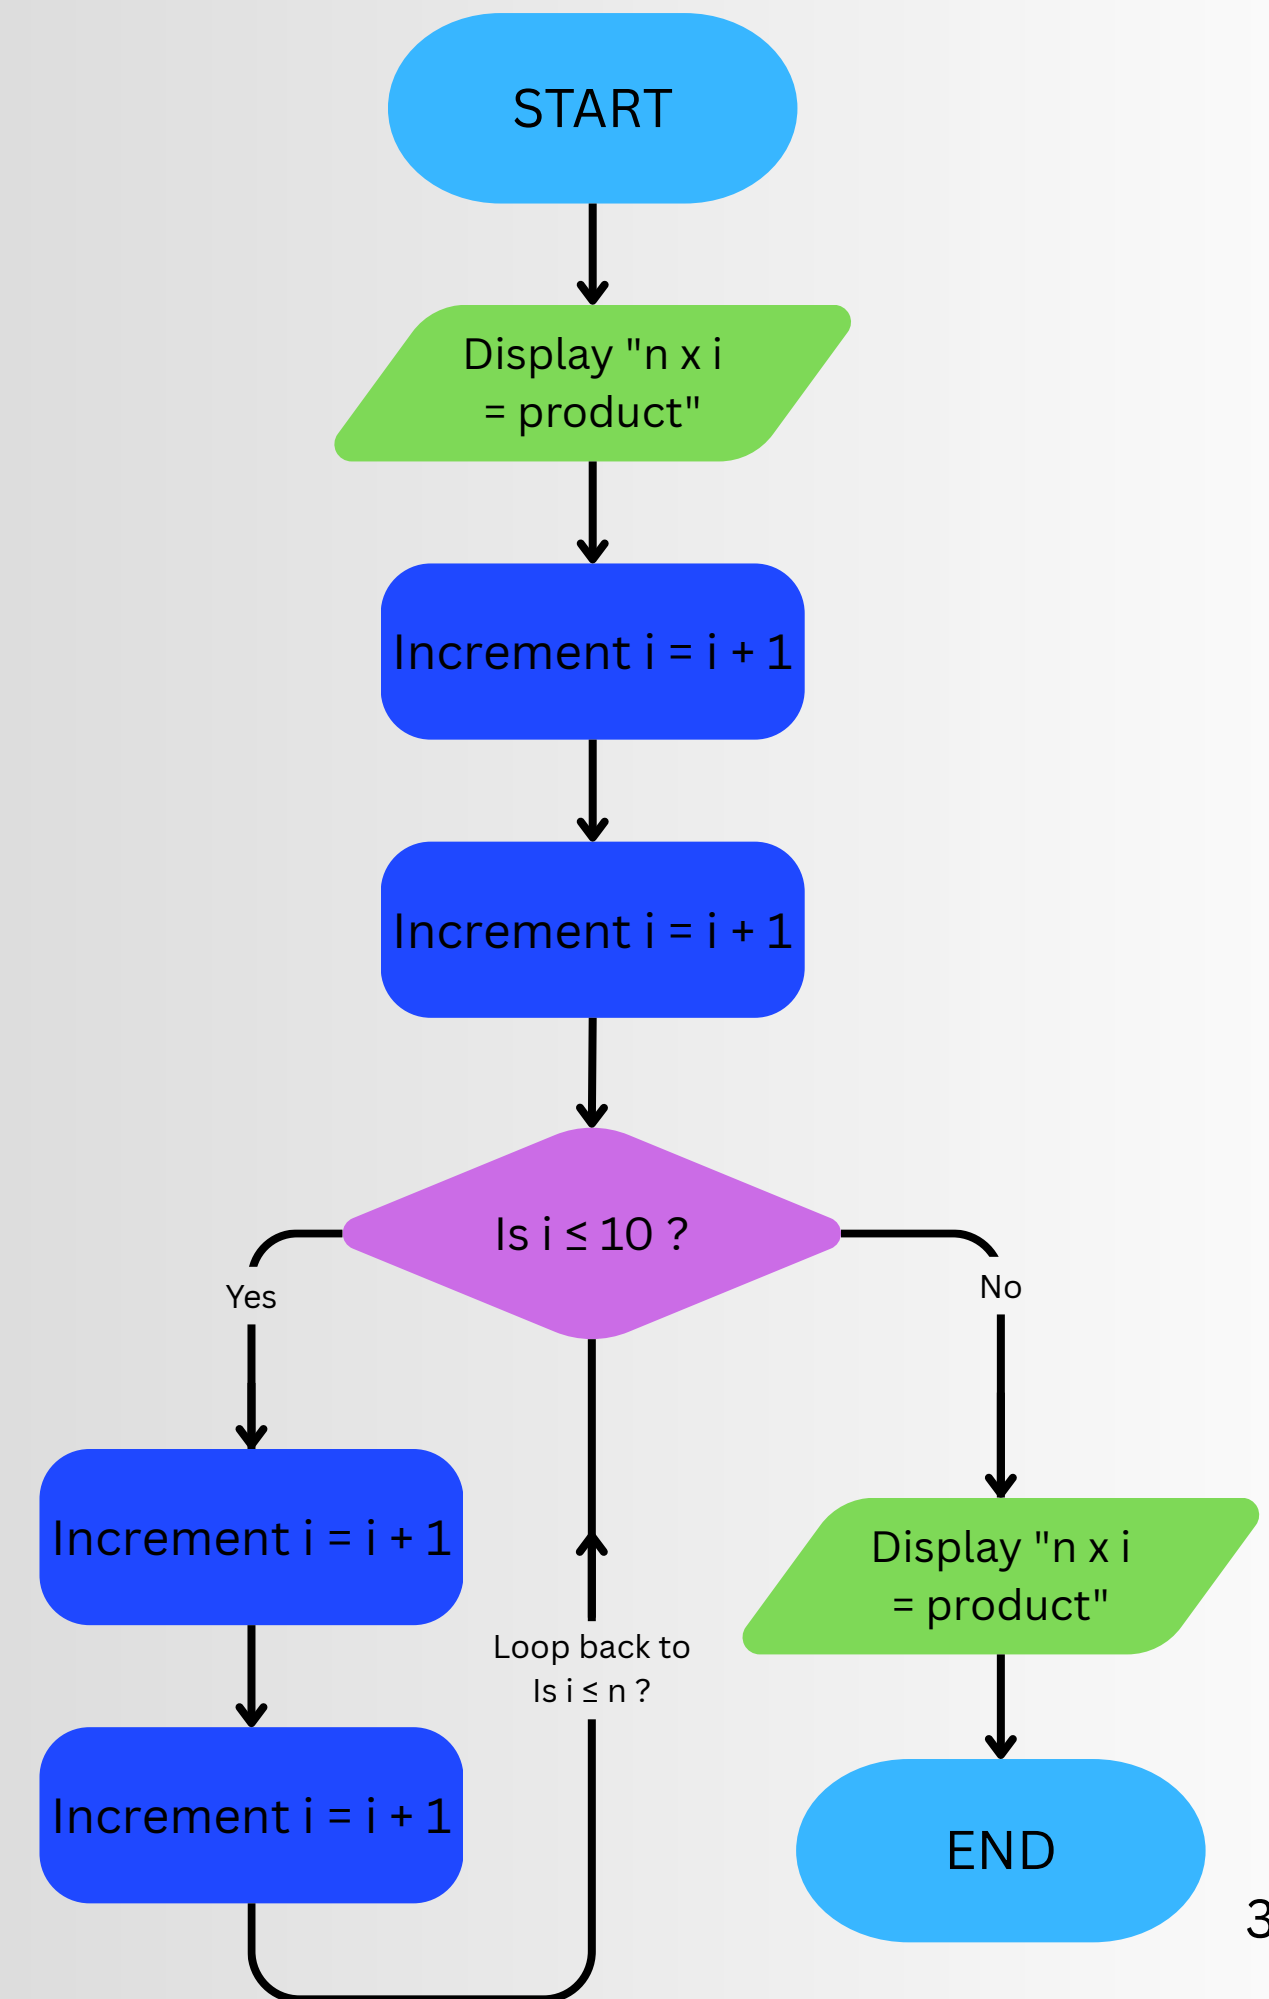 START
Display "n x i
= product"
Increment i = i + 1
Increment i = i + 1
Is i ≤ 10 ?
Yes
No
Increment i = i + 1
Display "n x i
= product"
Loop back to
Is i ≤ n ?
Increment i = i + 1
END
3